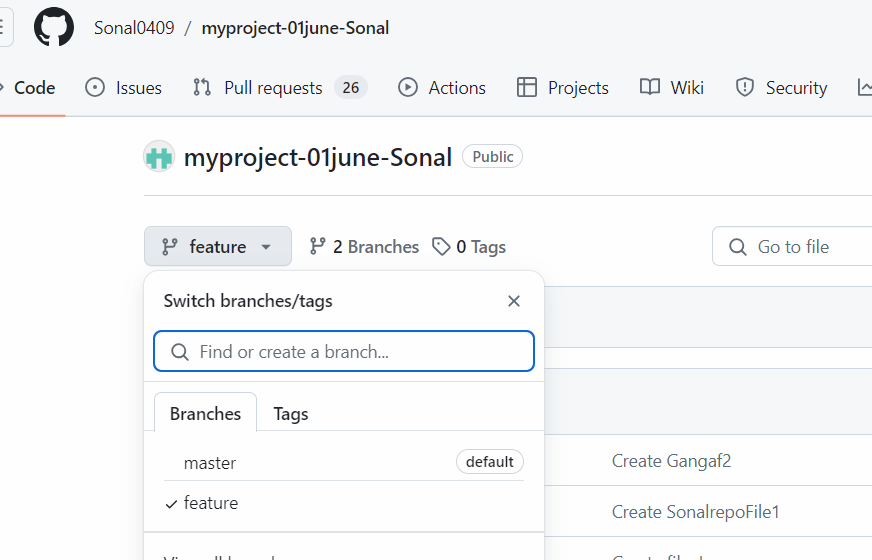 Sonal0409 / myproject-01june-Sonal
Code Issues Pull requests 26 Actions Projects Wiki Security
myproject-01june-Sonal Public
feature 2 Branches 0 Tags Go to file
Switch branches/tags
Find or create a branch...
Branches Tags
master default
Create Gangaf2
feature
Create SonalrepoFile1